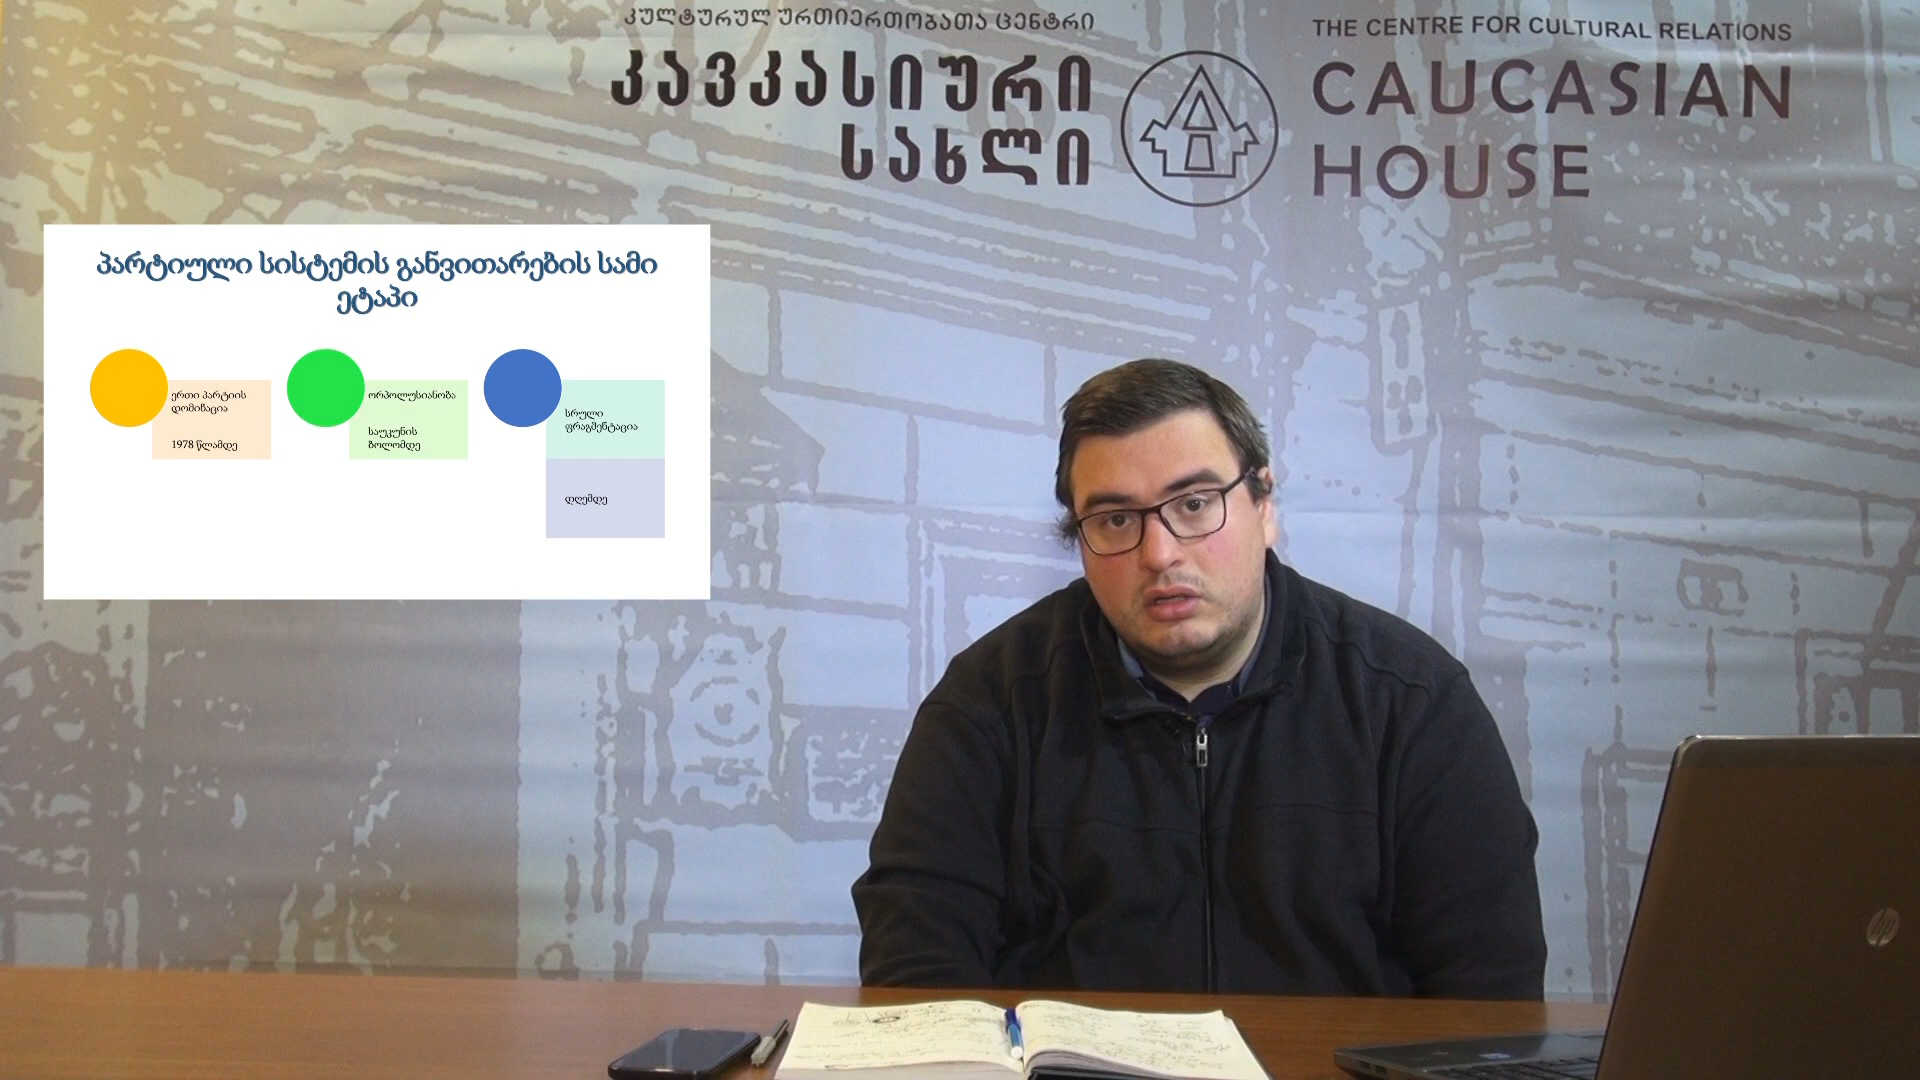 კულტურულ ურთიერთობათა ცენტრი
კავკასიური
სახლი
THE CENTRE FOR CULTURAL RELATIONS
CAUCASIAN
HOUSE
პარტიული სისტემის განვითარების სამი
ეტაპი
ერთი პარტიის
დომინაცია
1978 წლამდე
ორპოლუსიანობა
საუკუნის
ბოლომდე
სრული
ფრაგმენტაცია
დღემდე
hp